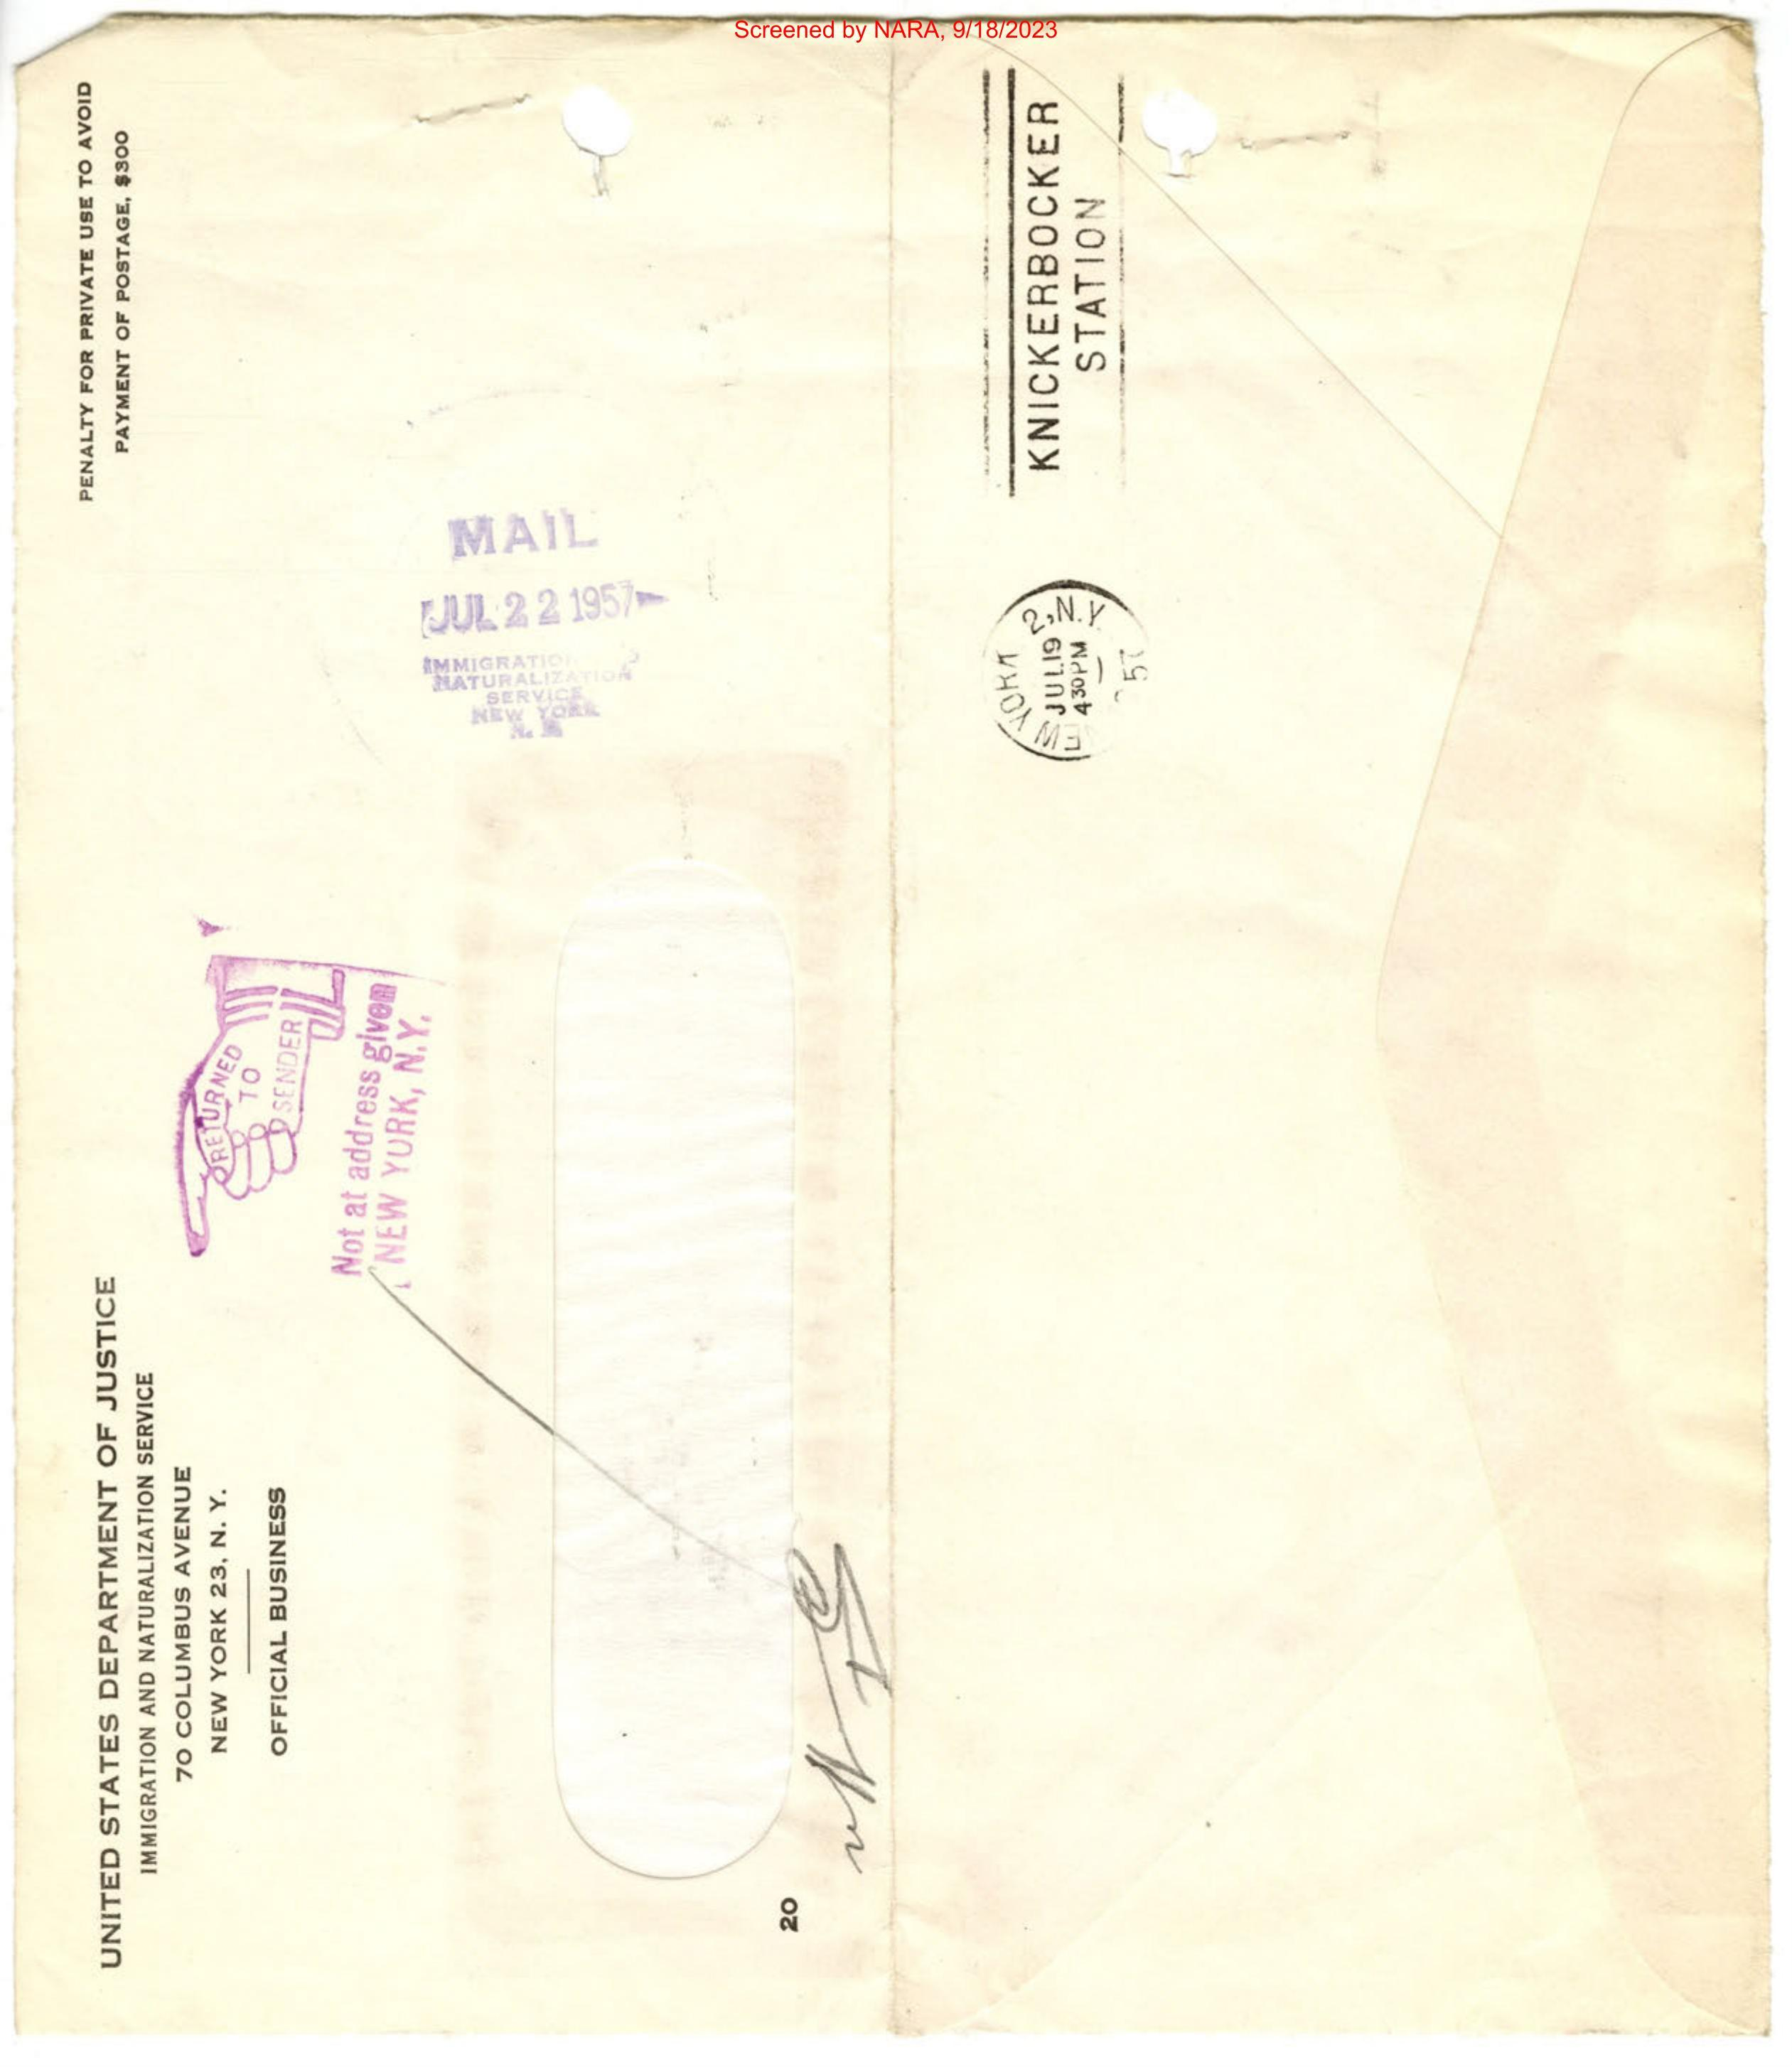 Screened by NARA, 9/18/2023
UNITED STATES DEPARTMENT OF JUSTICE
IMMIGRATION AND NATURALIZATION SERVICE
70 COLUMBUS AVENUE
NEW YORK 23, N. Y.
OFFICIAL BUSINESS
PENALTY FOR PRIVATE USE TO AVOID
PAYMENT OF POSTAGE, $300
RETURNED
TO
SENDER
Not at address given
NEW YORK, N.Y.
MAIL
JUL 22 1957
IMMIGRATION
NATURALIZATION
SERVICE
NEW YORK
20
KNICKERBOCKER
STATION
NEW YORK 2, N.Y.
JUL 19
4 30 PM
57